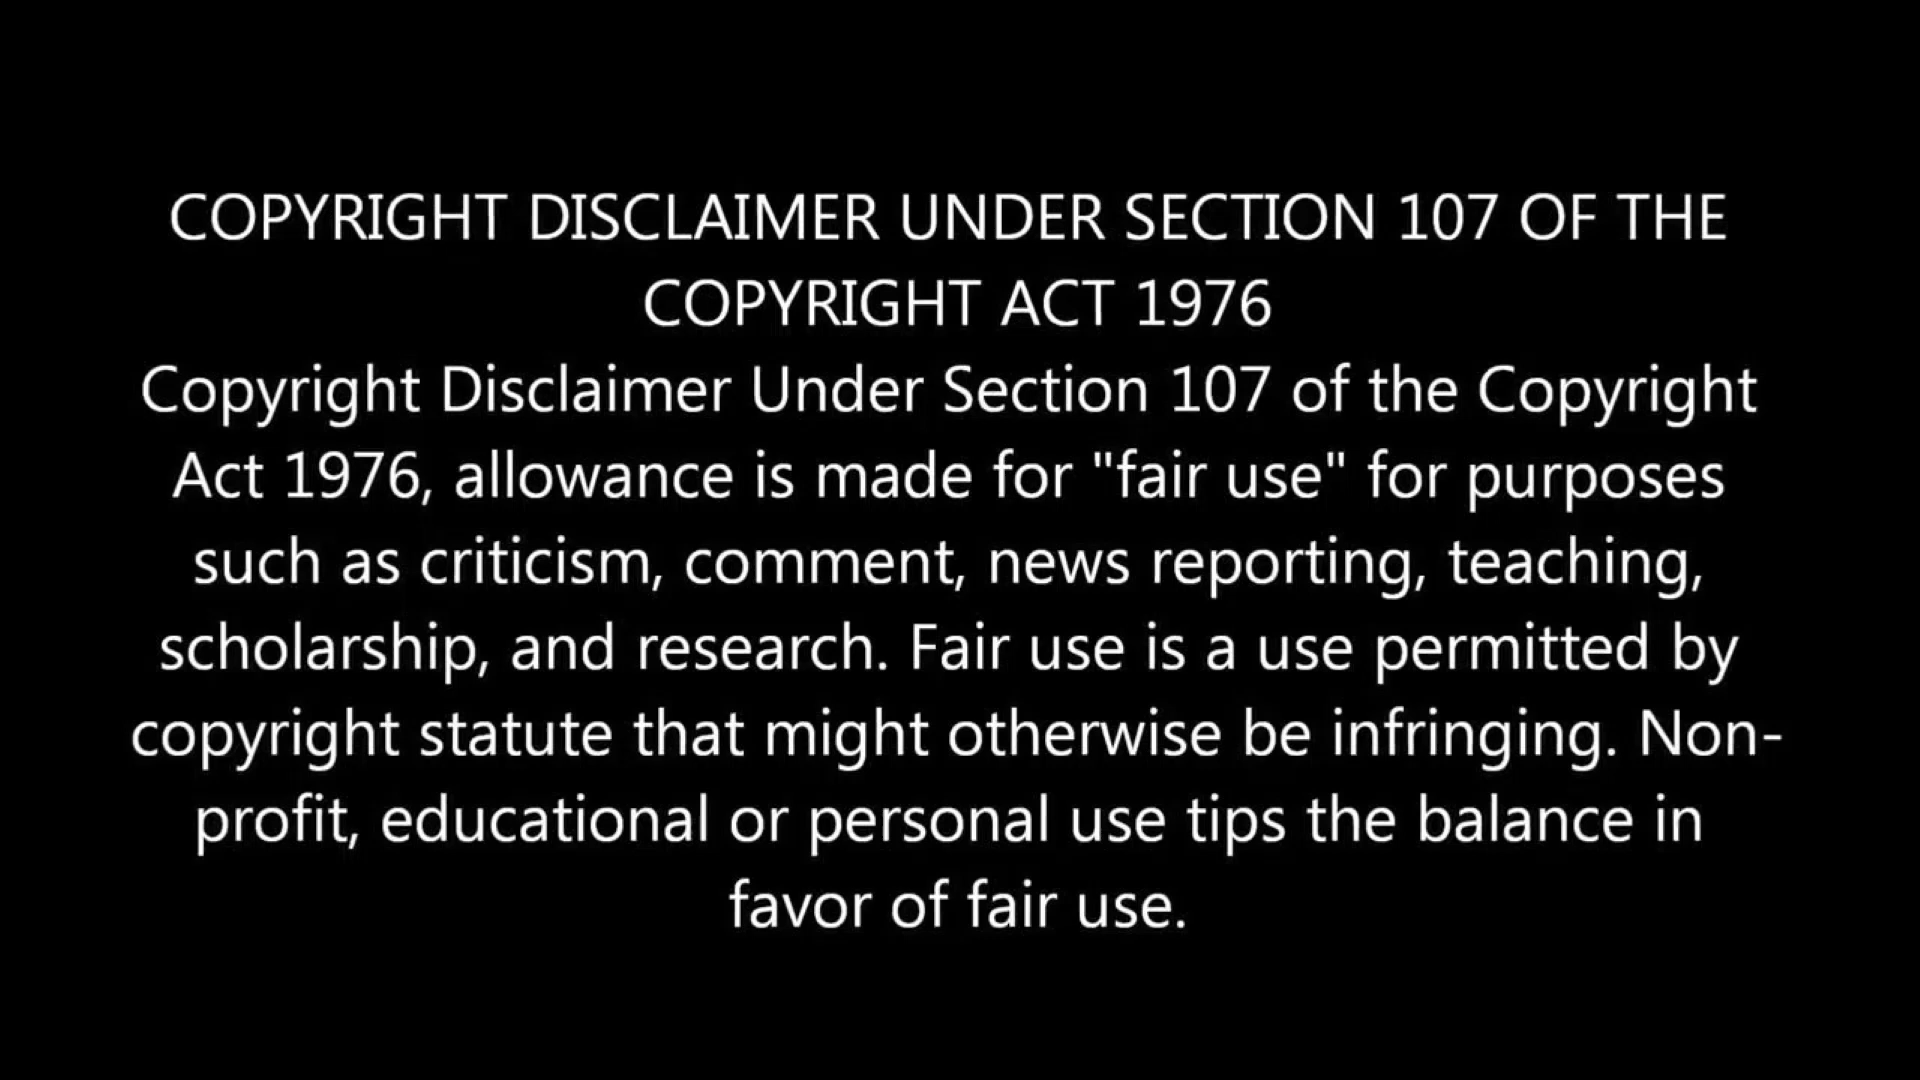 COPYRIGHT DISCLAIMER UNDER SECTION 107 OF THE
COPYRIGHT ACT 1976
Copyright Disclaimer Under Section 107 of the Copyright
Act 1976, allowance is made for "fair use" for purposes
such as criticism, comment, news reporting, teaching,
scholarship, and research. Fair use is a use permitted by
copyright statute that might otherwise be infringing. Non-
profit, educational or personal use tips the balance in
favor of fair use.